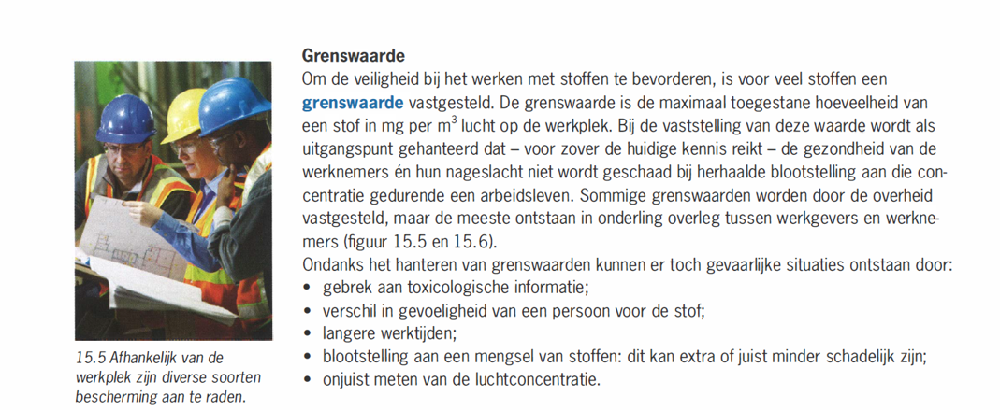 Grenswaarde
Om de veiligheid bij het werken met stoffen te bevorderen, is voor veel stoffen een
grenswaarde vastgesteld. De grenswaarde is de maximaal toegestane hoeveelheid van
een stof in mg per m³ lucht op de werkplek. Bij de vaststelling van deze waarde wordt als
uitgangspunt gehanteerd dat – voor zover de huidige kennis reikt – de gezondheid van de
werknemers én hun nageslacht niet wordt geschaad bij herhaalde blootstelling aan die con-
centratie gedurende een arbeidsleven. Sommige grenswaarden worden door de overheid
vastgesteld, maar de meeste ontstaan in onderling overleg tussen werkgevers en werkne-
mers (figuur 15.5 en 15.6).
Ondanks het hanteren van grenswaarden kunnen er toch gevaarlijke situaties ontstaan door:
• gebrek aan toxicologische informatie;
• verschil in gevoeligheid van een persoon voor de stof;
• langere werktijden;
• blootstelling aan een mengsel van stoffen: dit kan extra of juist minder schadelijk zijn;
• onjuist meten van de luchtconcentratie.
15.5 Afhankelijk van de
werkplek zijn diverse soorten
bescherming aan te raden.